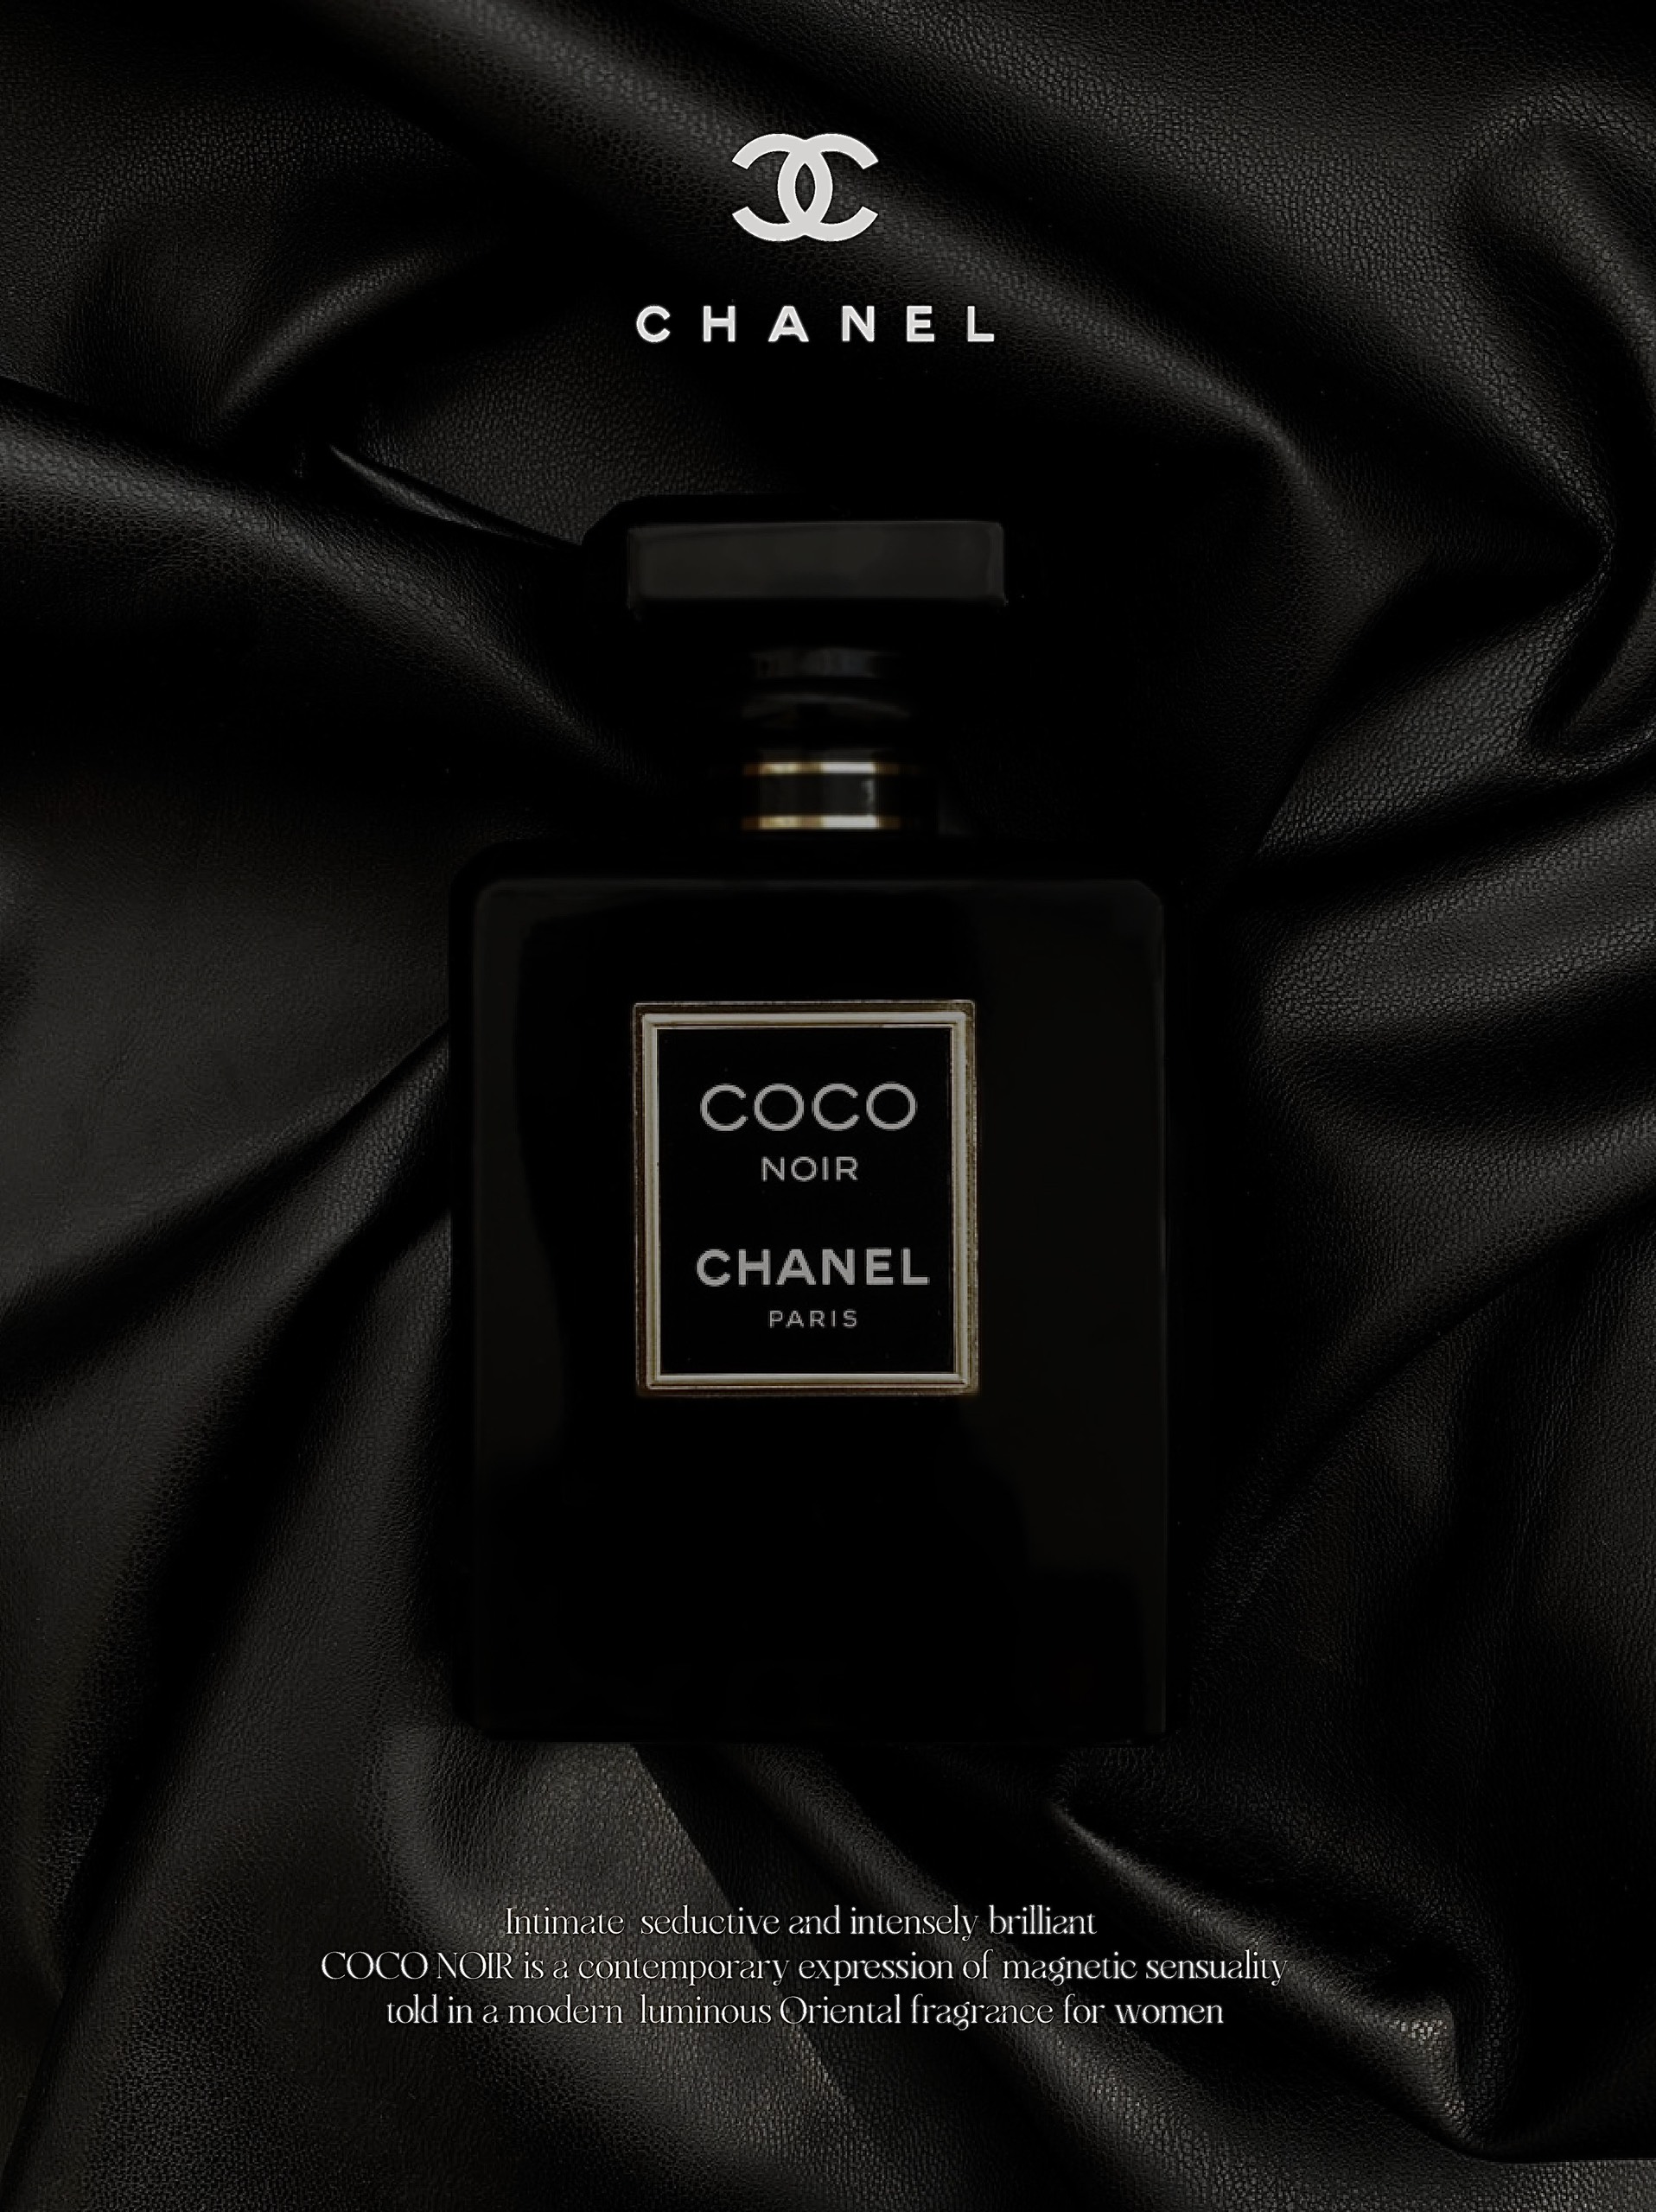 CHANEL
COCO
NOIR
CHANEL
PARIS
Intimate seductive and intensely brilliant
COCO NOIR is a contemporary expression of magnetic sensuality
told in a modern luminous Oriental fragrance for women